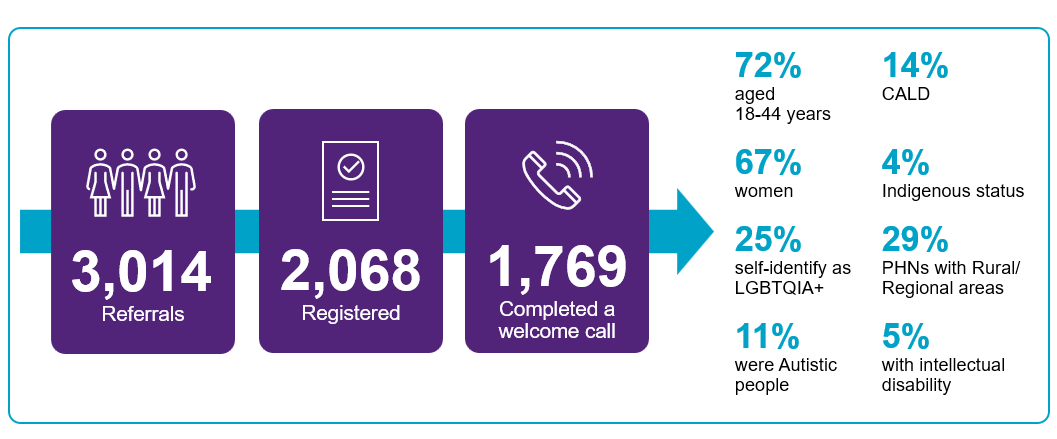 3,014
Referrals
2,068
Registered
1,769
Completed a
welcome call
72%
aged
18-44 years
14%
CALD
67%
women
4%
Indigenous status
25%
self-identify as
LGBTQIA+
29%
PHNs with Rural/
Regional areas
11%
were Autistic
people
5%
with intellectual
disability